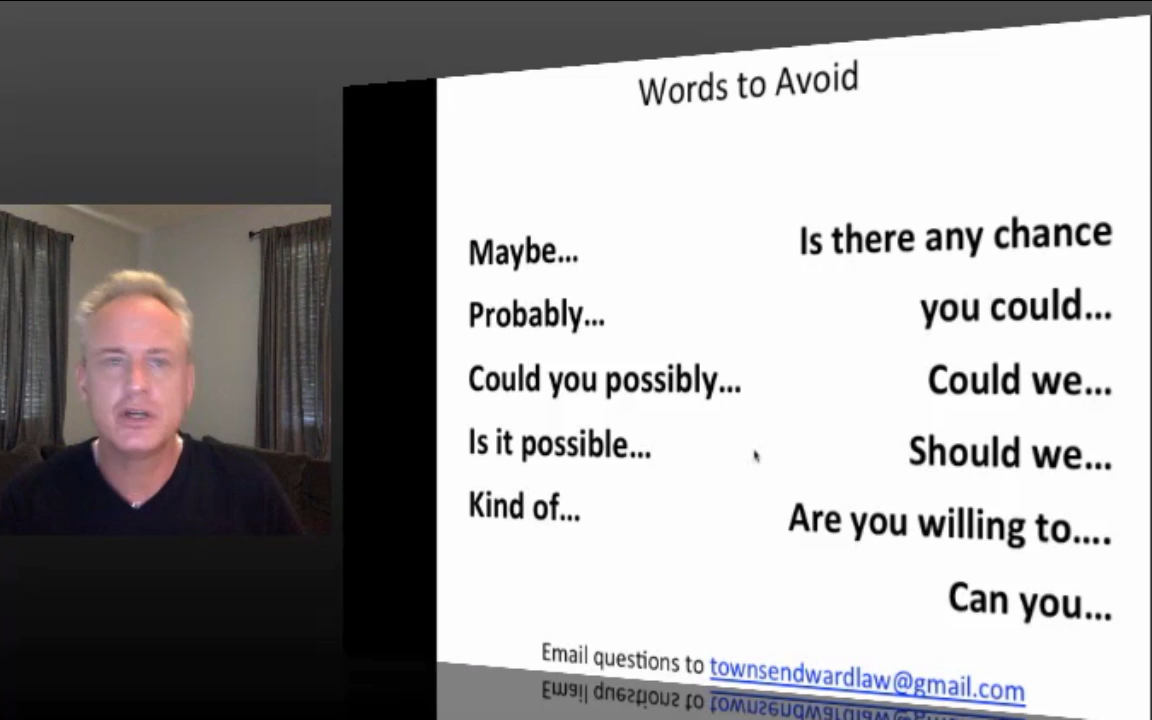 Words to Avoid
Maybe...
Probably...
Could you possibly...
Is it possible...
Kind of...
Is there any chance
you could...
Could we...
Should we...
Are you willing to....
Can you...
Email questions to townsendwardlaw@gmail.com